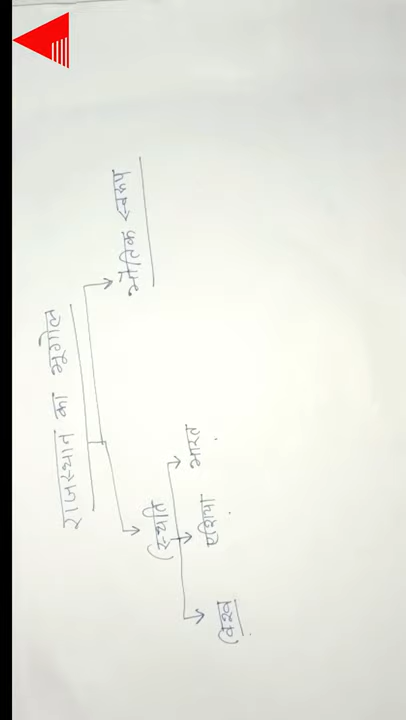 राजस्थान का भूगोल
स्थिति
भौतिक स्वरुप
विश्व
एशिया
भारत